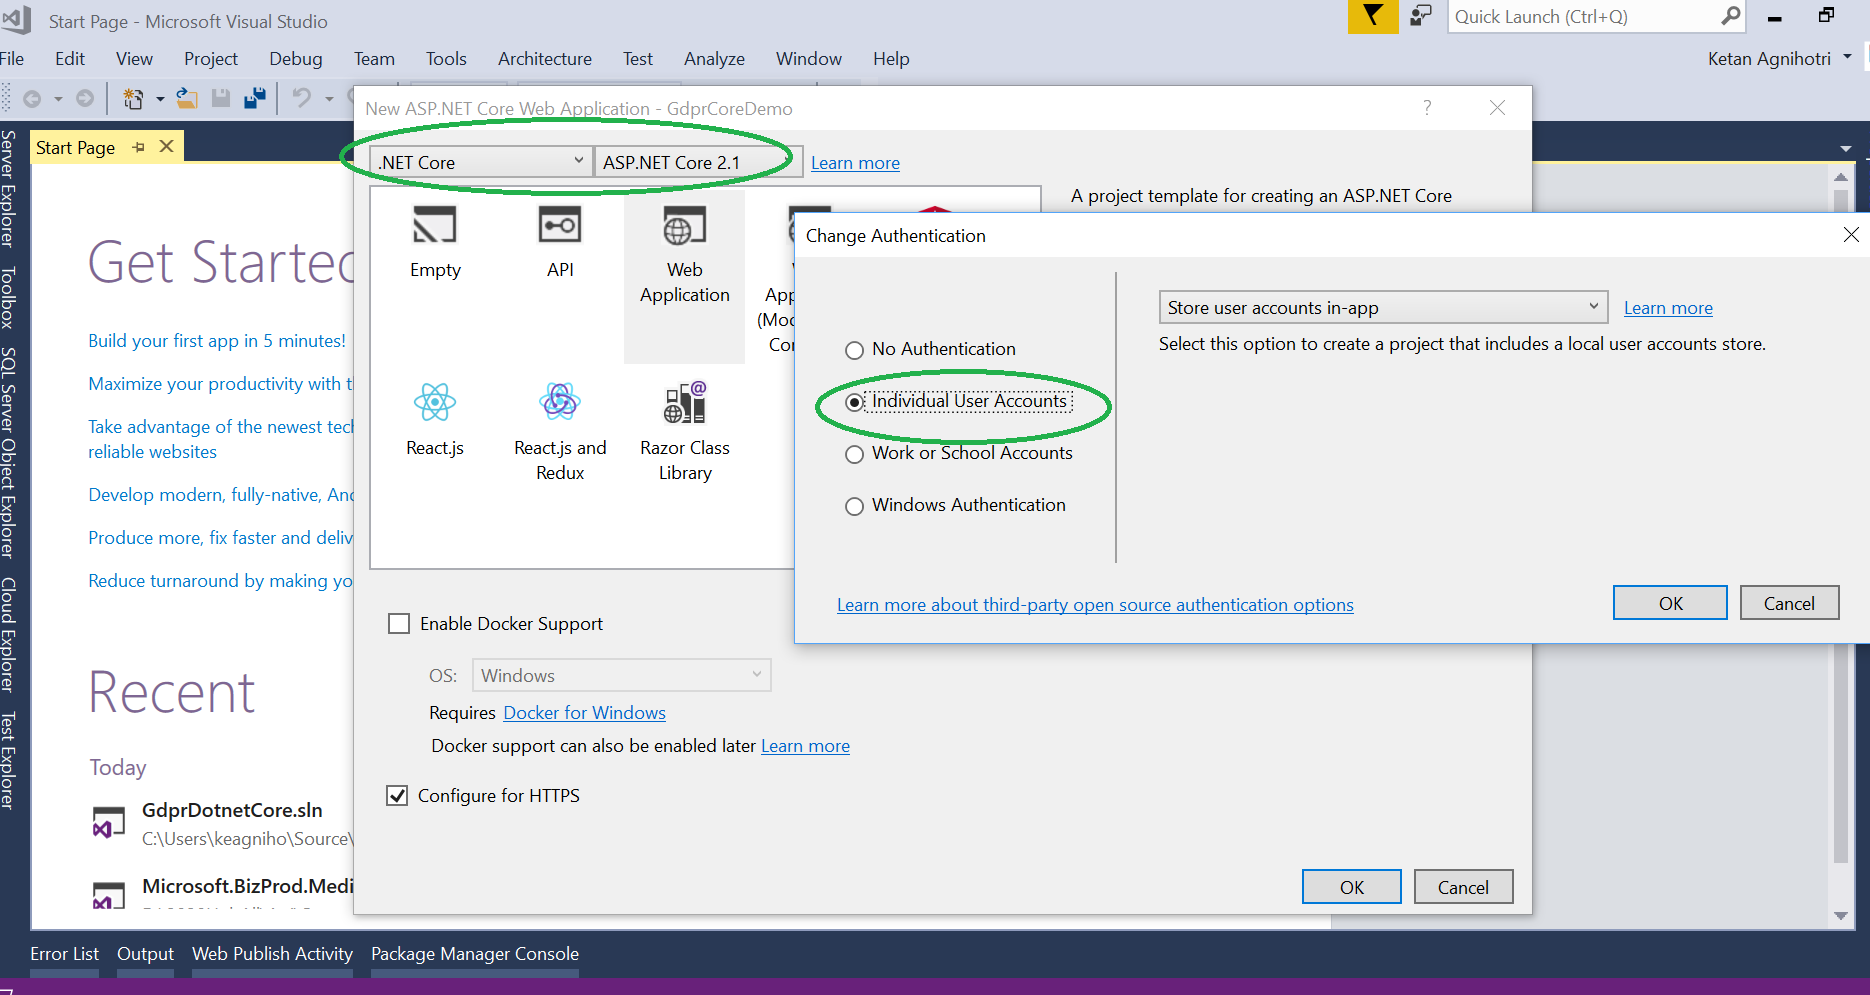 Start Page - Microsoft Visual Studio
Quick Launch (Ctrl+Q)
File Edit View Project Debug Team Tools Architecture Test Analyze Window Help
Ketan Agnihotri
Server Explorer
Toolbox
SQL Server Object Explorer
Cloud Explorer
Test Explorer
Start Page
Get Started
Build your first app in 5 minutes!
Maximize your productivity with
Take advantage of the newest
reliable websites
Develop modern, fully-native,
Produce more, fix faster and
Reduce turnaround by making
Recent
Today
GdprDotnetCore.sln
C:\Users\keagniho\Source\
Microsoft.BizProd.Medi
New ASP.NET Core Web Application - GdprCoreDemo
?
.NET Core
ASP.NET Core 2.1
Learn more
A project template for creating an ASP.NET Core
Empty
API
Web
Application
React.js
React.js and
Redux
Razor Class
Library
Enable Docker Support
OS: Windows
Requires Docker for Windows
Docker support can also be enabled later Learn more
Configure for HTTPS
OK
Cancel
Change Authentication
No Authentication
Individual User Accounts
Work or School Accounts
Windows Authentication
Store user accounts in-app
Learn more
Select this option to create a project that includes a local user accounts store.
Learn more about third-party open source authentication options
OK
Cancel
Error List Output Web Publish Activity Package Manager Console